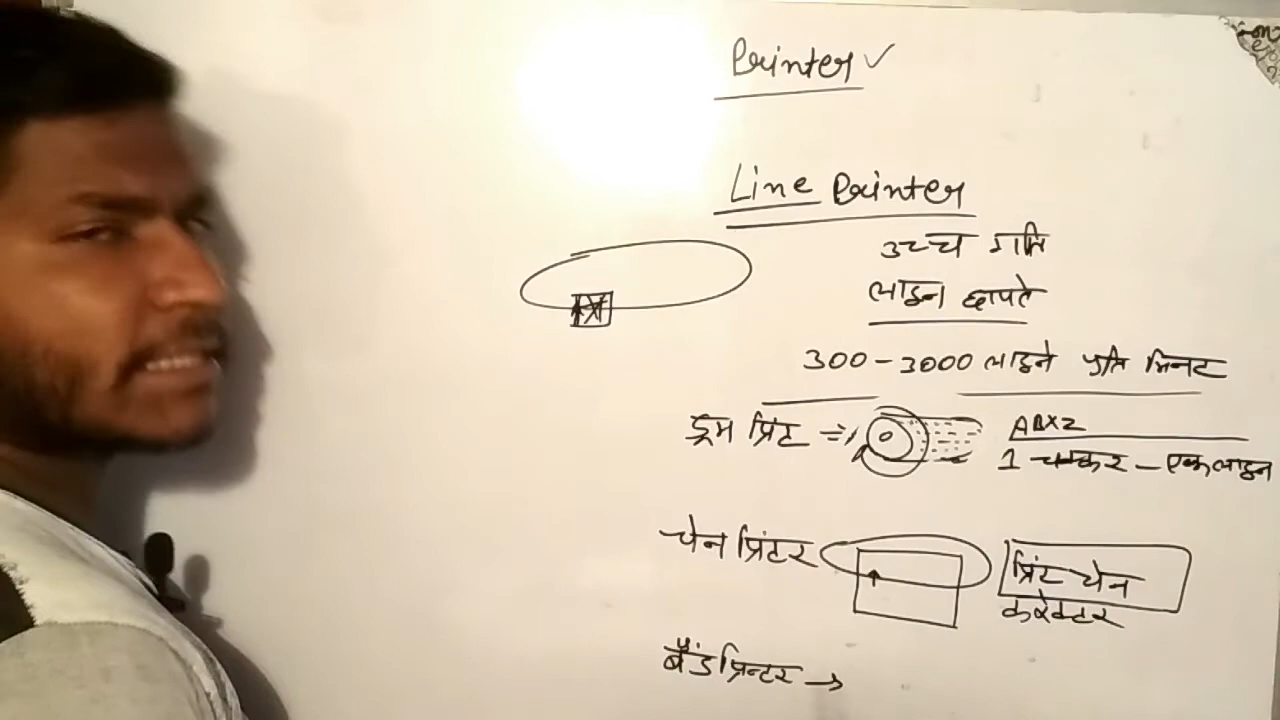 Printer ✓
Line Printer
उच्च गति
लाइन छापते
300-3000 लाइने प्रति मिनट
ड्रम प्रिंट ⇒
ABXZ
1 चक्कर - एक लाइन
चेन प्रिंटर
प्रिंट चेन
करेक्टर
बैंड प्रिन्टर →